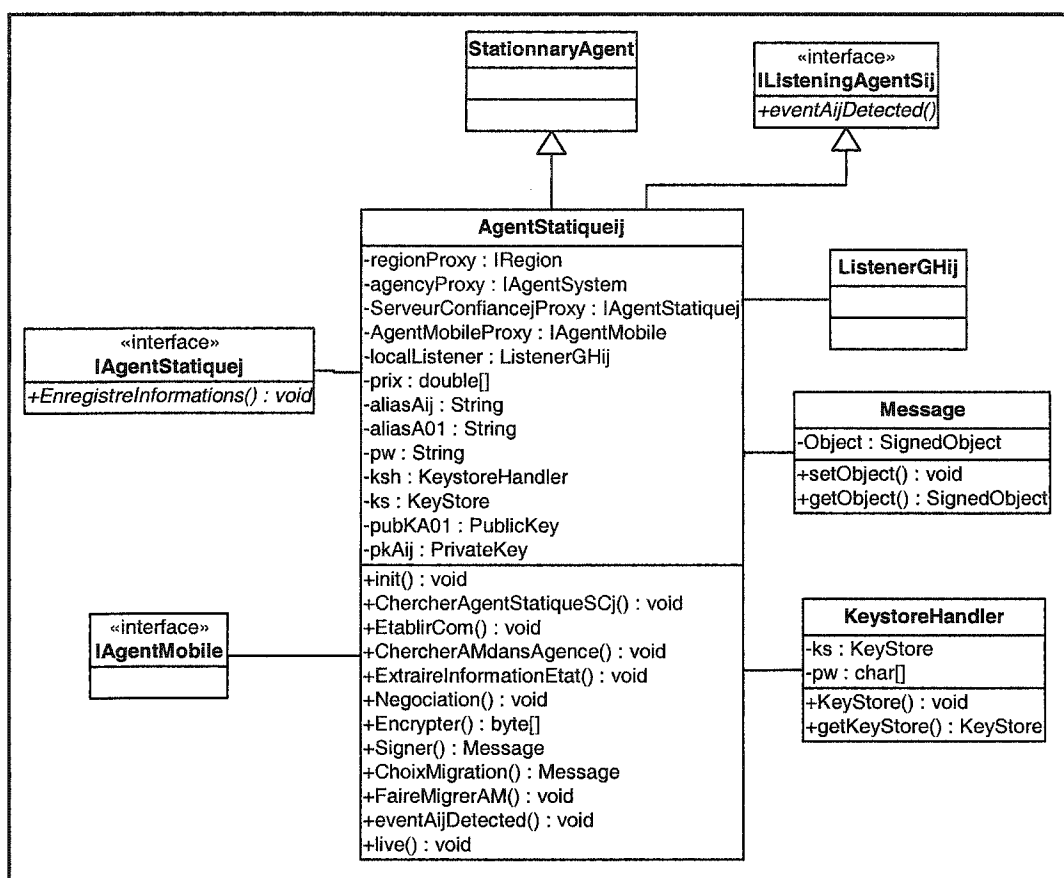 StationnaryAgent
«interface»
IListeningAgentSij
+eventAijDetected()
AgentStatiqueij
-regionProxy : IRegion
-agencyProxy : IAgentSystem
-ServeurConfiancejProxy : IAgentStatiquej
-AgentMobileProxy : IAgentMobile
-localListener : ListenerGHij
-prix : double[]
-aliasAij : String
-aliasA01 : String
-pw : String
-ksh : KeystoreHandler
-ks : KeyStore
-pubKA01 : PublicKey
-pkAij : PrivateKey
+init() : void
+ChercherAgentStatiqueSCj() : void
+EtablirCom() : void
+ChercherAMdansAgence() : void
+ExtraireInformationEtat() : void
+Negociation() : void
+Encrypter() : byte[]
+Signer() : Message
+ChoixMigration() : Message
+FaireMigrerAM() : void
+eventAijDetected() : void
+live() : void
«interface»
IAgentStatiquej
+EnregistreInformations() : void
«interface»
IAgentMobile
ListenerGHij
Message
-Object : SignedObject
+setObject() : void
+getObject() : SignedObject
KeystoreHandler
-ks : KeyStore
-pw : char[]
+KeyStore() : void
+getKeyStore() : KeyStore